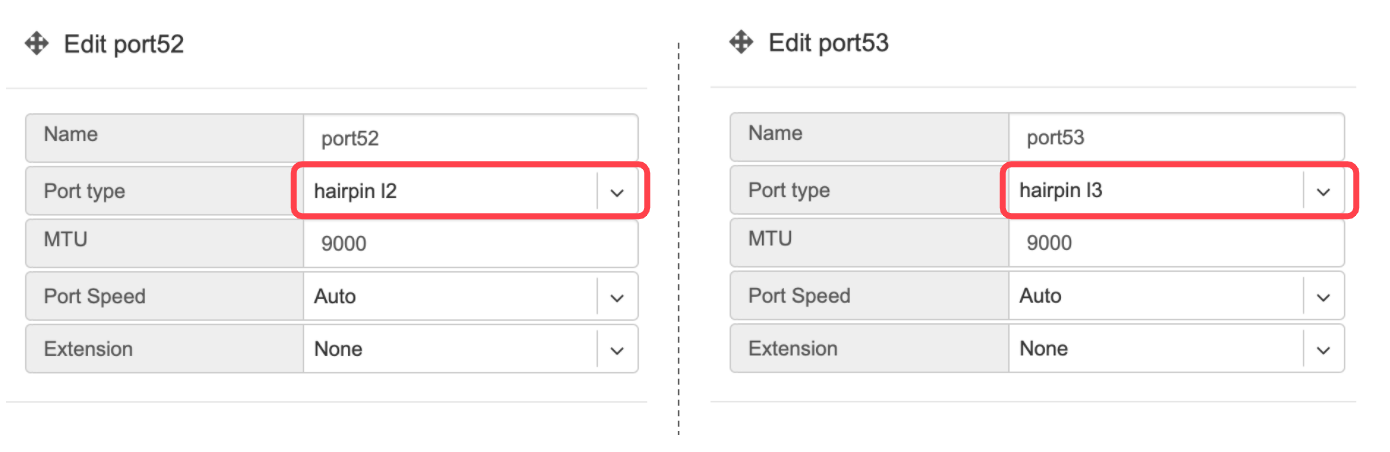 Edit port52
Name port52
Port type hairpin l2
MTU 9000
Port Speed Auto
Extension None
Edit port53
Name port53
Port type hairpin l3
MTU 9000
Port Speed Auto
Extension None